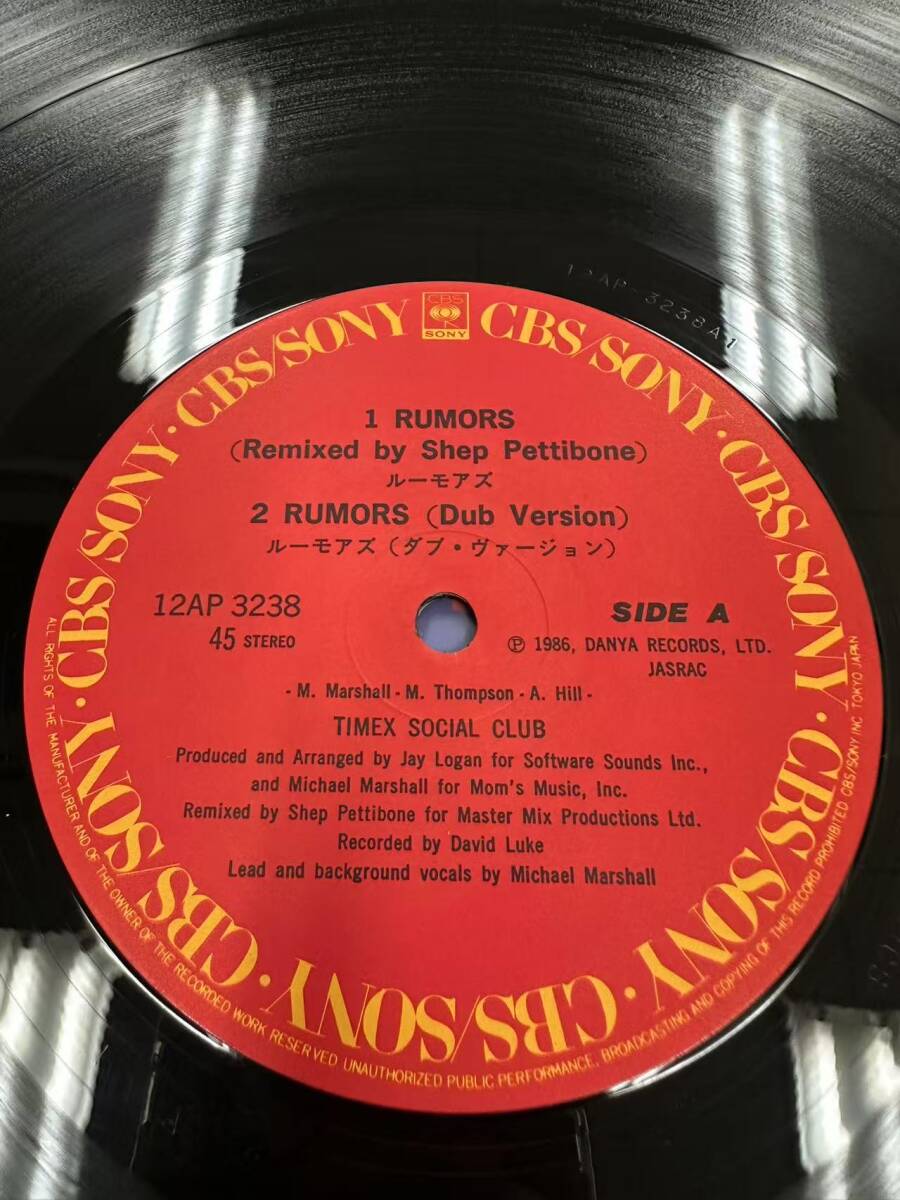 12AP-3238A1
CBS
SONY
CBS/SONY · CBS/SONY · CBS/SONY · CBS/SONY · CBS/SONY · CBS/SONY · CBS/SONY · CBS/SONY
1 RUMORS
(Remixed by Shep Pettibone)
ルーモアズ
2 RUMORS (Dub Version)
ルーモアズ(ダブ・ヴァージョン)
12AP 3238
45 STEREO
SIDE A
Ⓟ 1986, DANYA RECORDS, LTD.
JASRAC
- M. Marshall - M. Thompson - A. Hill -
TIMEX SOCIAL CLUB
Produced and Arranged by Jay Logan for Software Sounds Inc.,
and Michael Marshall for Mom's Music, Inc.
Remixed by Shep Pettibone for Master Mix Productions Ltd.
Recorded by David Luke
Lead and background vocals by Michael Marshall
ALL RIGHTS OF THE MANUFACTURER AND OF THE OWNER OF THE RECORDED WORK RESERVED UNAUTHORIZED PUBLIC PERFORMANCE, BROADCASTING AND COPYING OF THIS RECORD PROHIBITED CBS/SONY INC TOKYO JAPAN